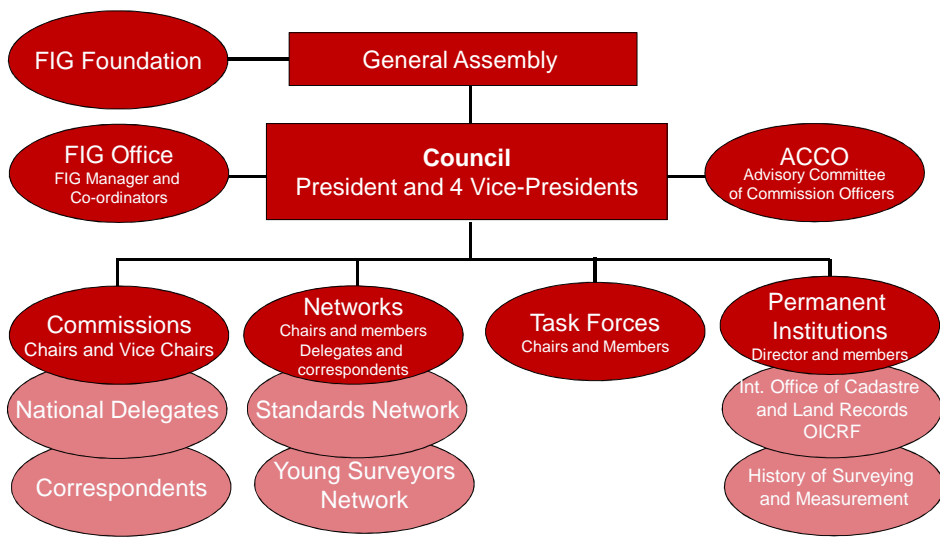 FIG Foundation
General Assembly
FIG Office
FIG Manager and
Co-ordinators
Council
President and 4 Vice-Presidents
ACCO
Advisory Committee
of Commission Officers
Commissions
Chairs and Vice Chairs
National Delegates
Correspondents
Networks
Chairs and members
Delegates and
correspondents
Standards Network
Young Surveyors
Network
Task Forces
Chairs and Members
Permanent
Institutions
Director and members
Int. Office of Cadastre
and Land Records
OICRF
History of Surveying
and Measurement